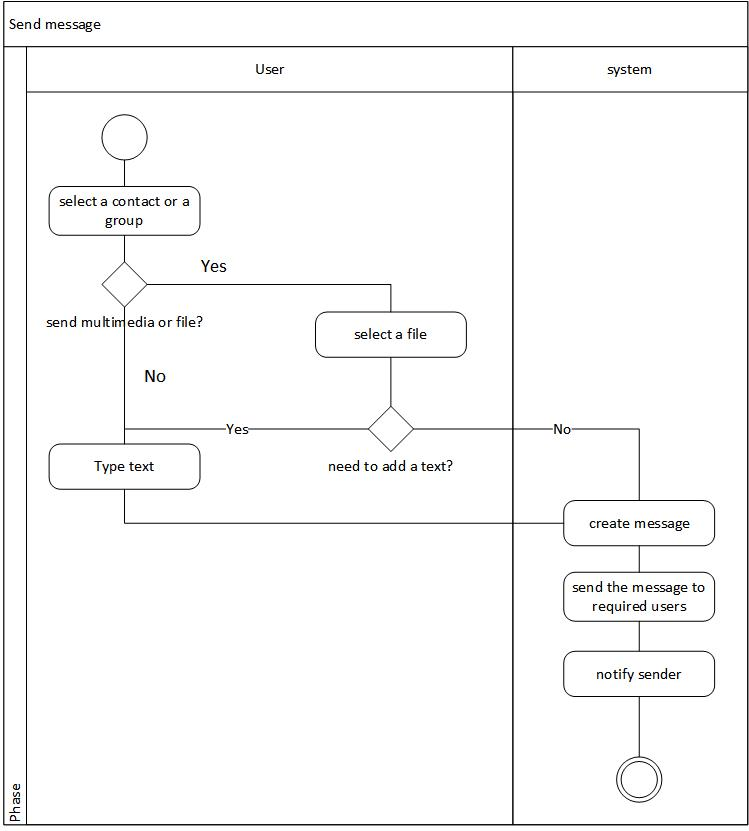 Send message
User
system
select a contact or a
group
Yes
send multimedia or file?
select a file
No
Yes
No
Type text
need to add a text?
create message
send the message to
required users
notify sender
Phase